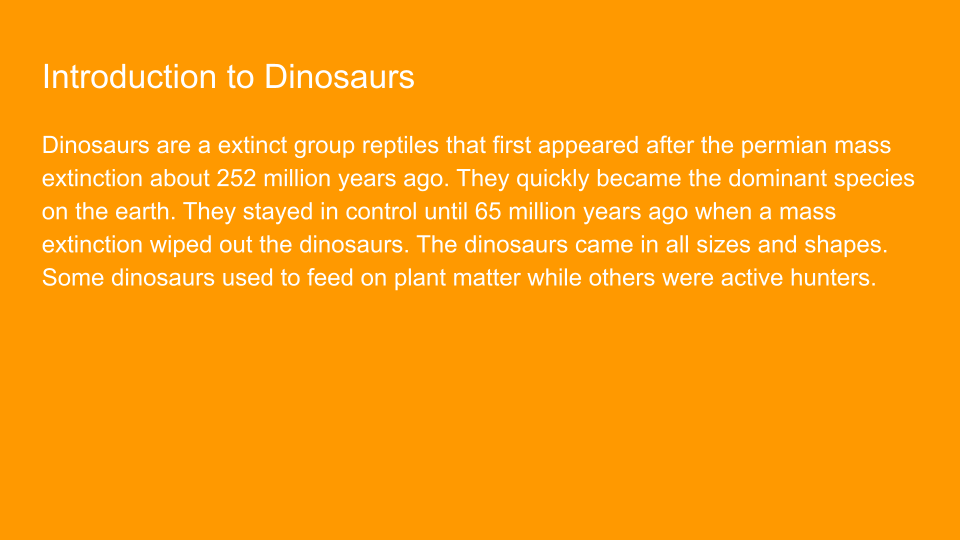 Introduction to Dinosaurs
Dinosaurs are a extinct group reptiles that first appeared after the permian mass
extinction about 252 million years ago. They quickly became the dominant species
on the earth. They stayed in control until 65 million years ago when a mass
extinction wiped out the dinosaurs. The dinosaurs came in all sizes and shapes.
Some dinosaurs used to feed on plant matter while others were active hunters.